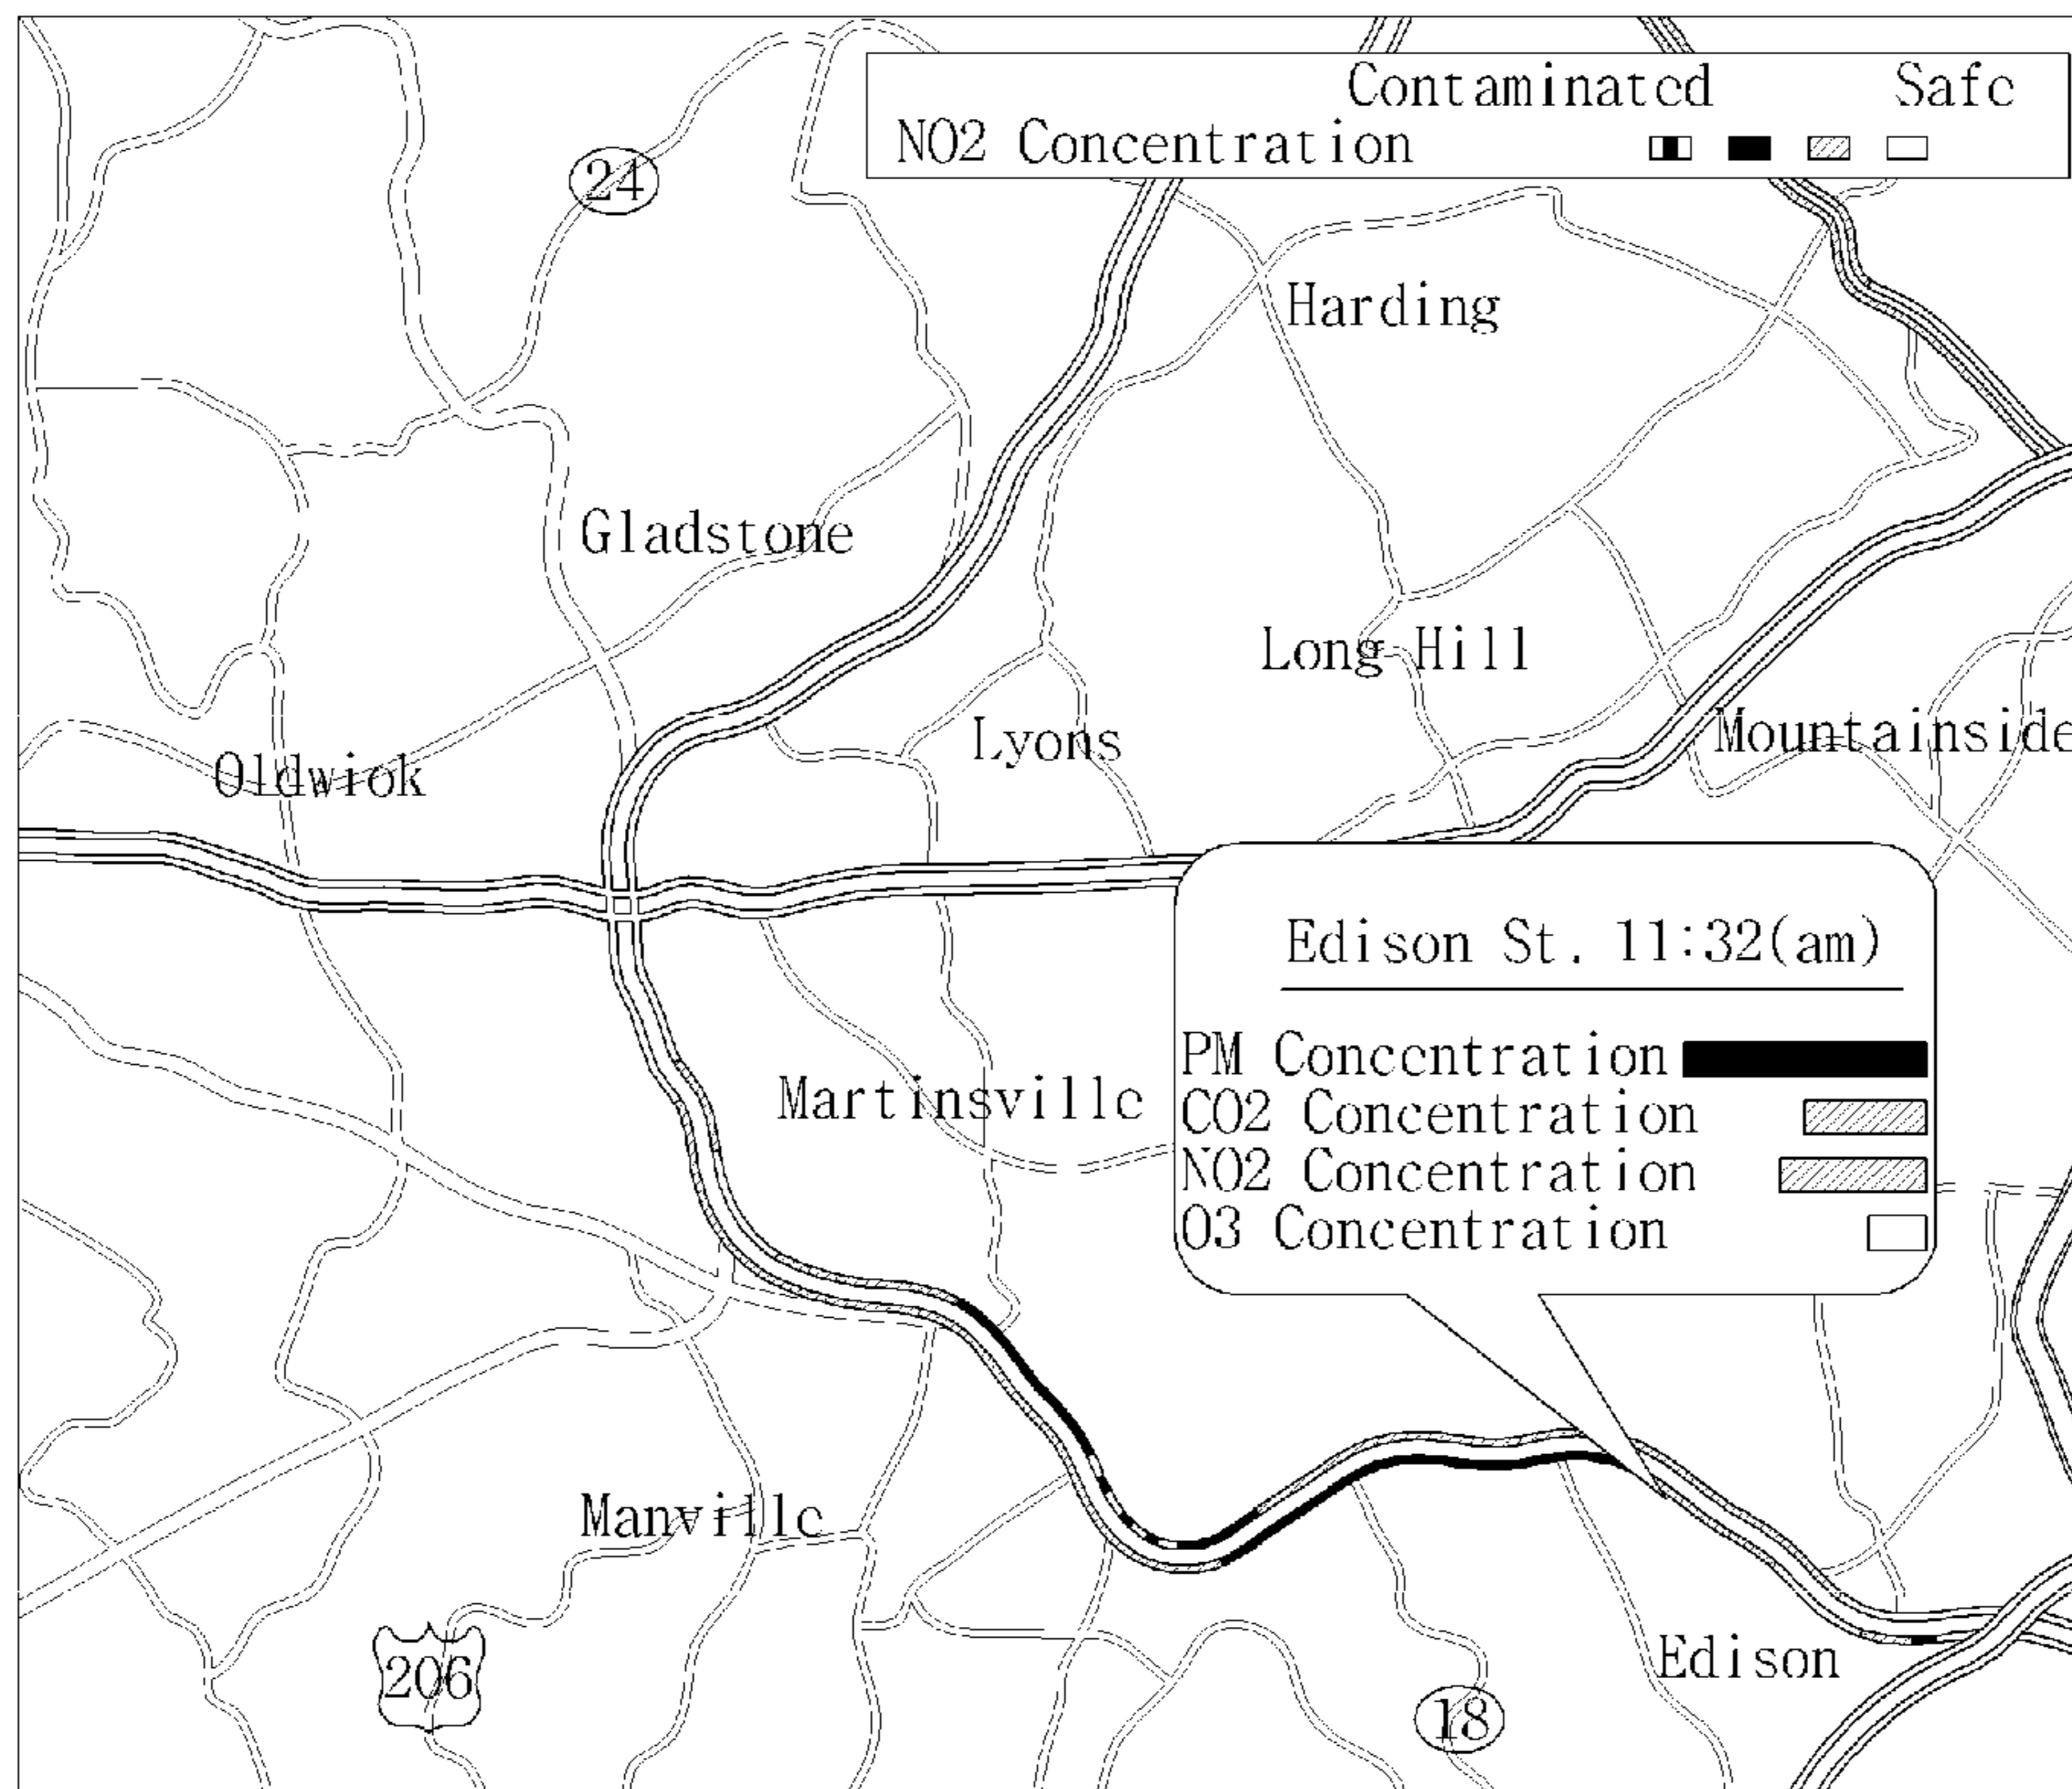 Contaminated Safe
NO2 Concentration
24
Harding
Gladstone
Long Hill
Lyons
Mountainside
Oldwiok
Edison St. 11:32(am)
PM Concentration
CO2 Concentration
Martinsville
NO2 Concentration
O3 Concentration
Manville
206
Edison
18